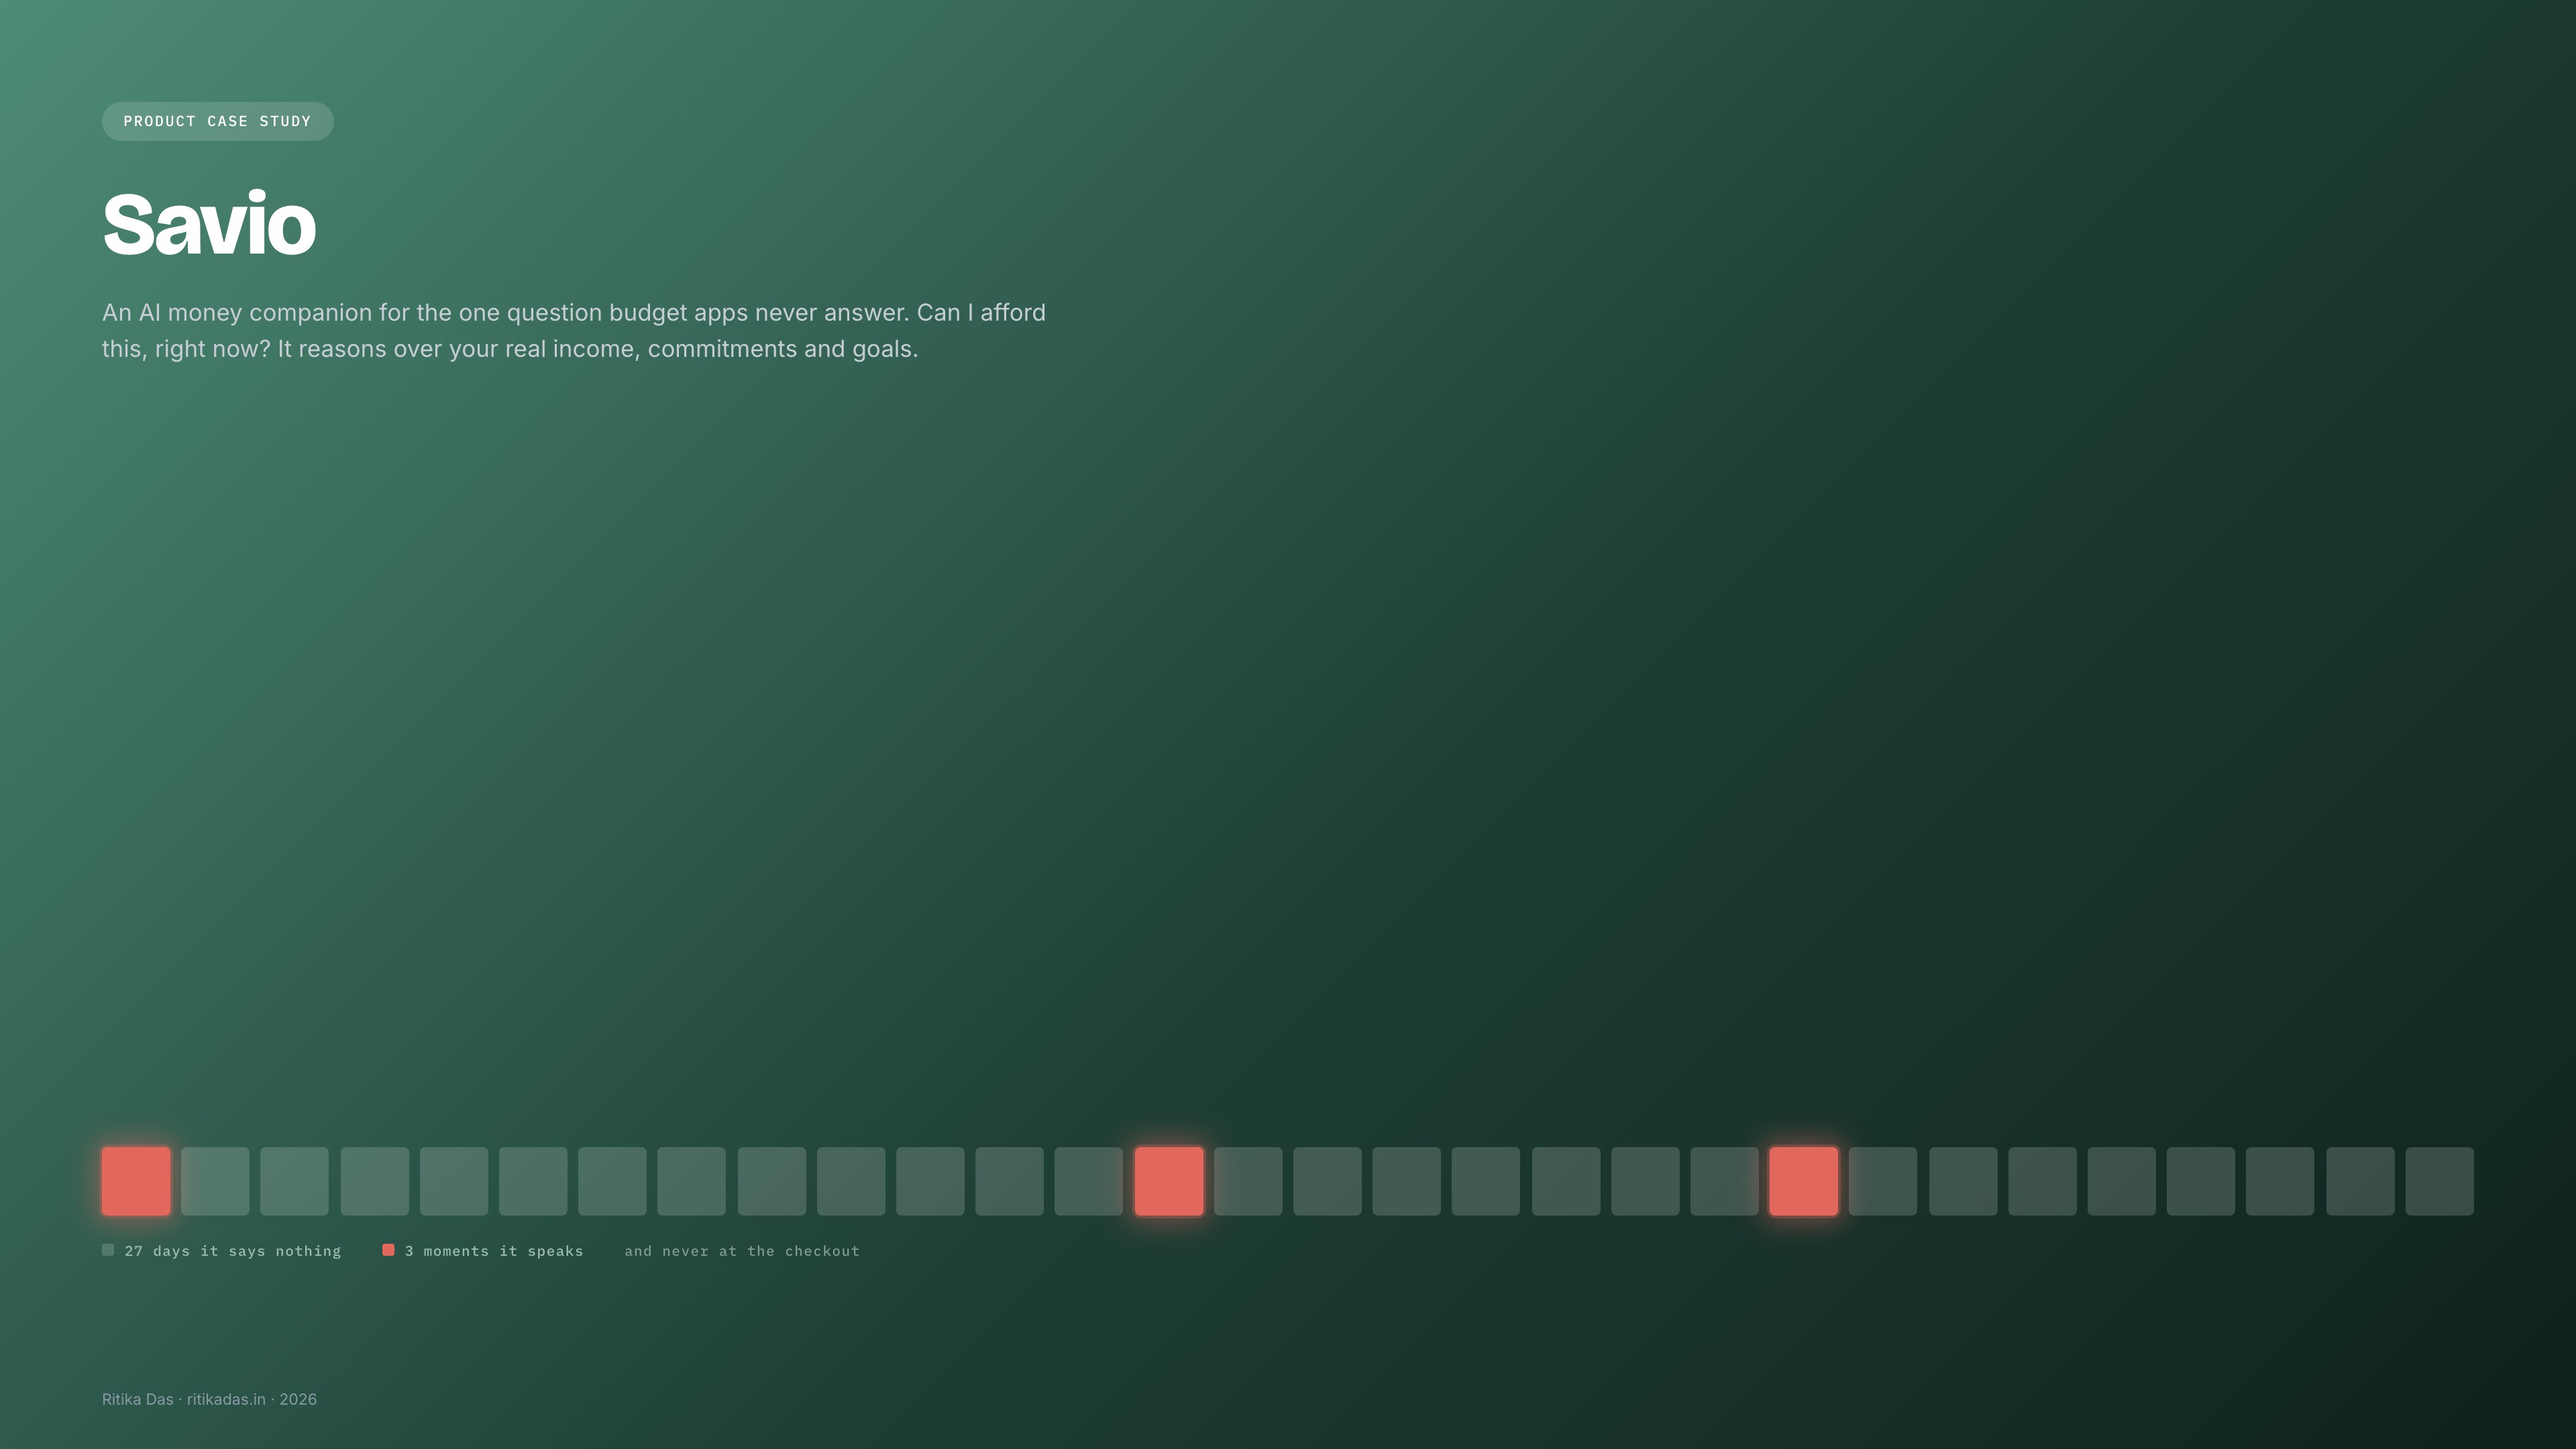 PRODUCT CASE STUDY
Savio
An AI money companion for the one question budget apps never answer. Can I afford
this, right now? It reasons over your real income, commitments and goals.
27 days it says nothing 3 moments it speaks and never at the checkout
Ritika Das · ritikadas.in · 2026